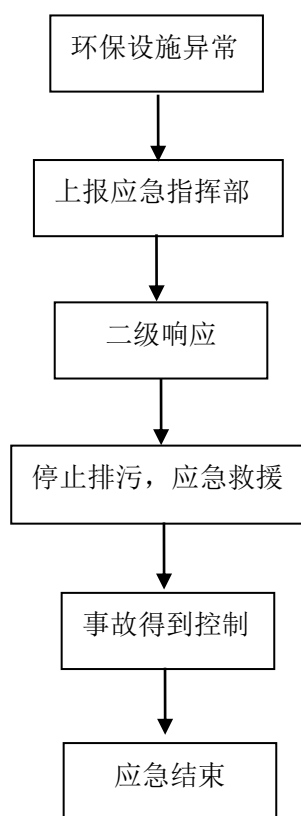 环保设施异常
上报应急指挥部
二级响应
停止排污，应急救援
事故得到控制
应急结束